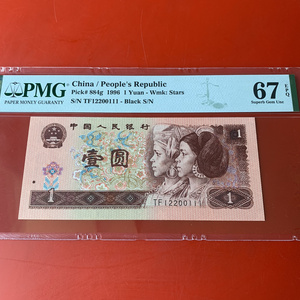 PMG
PAPER MONEY GUARANTY
China / People's Republic
Pick# 884g 1996 1 Yuan - Wmk: Stars
S/N TF12200111 - Black S/N
67 EPQ
Superb Gem Unc
中国人民银行
1
壹圆
1
TF12200111